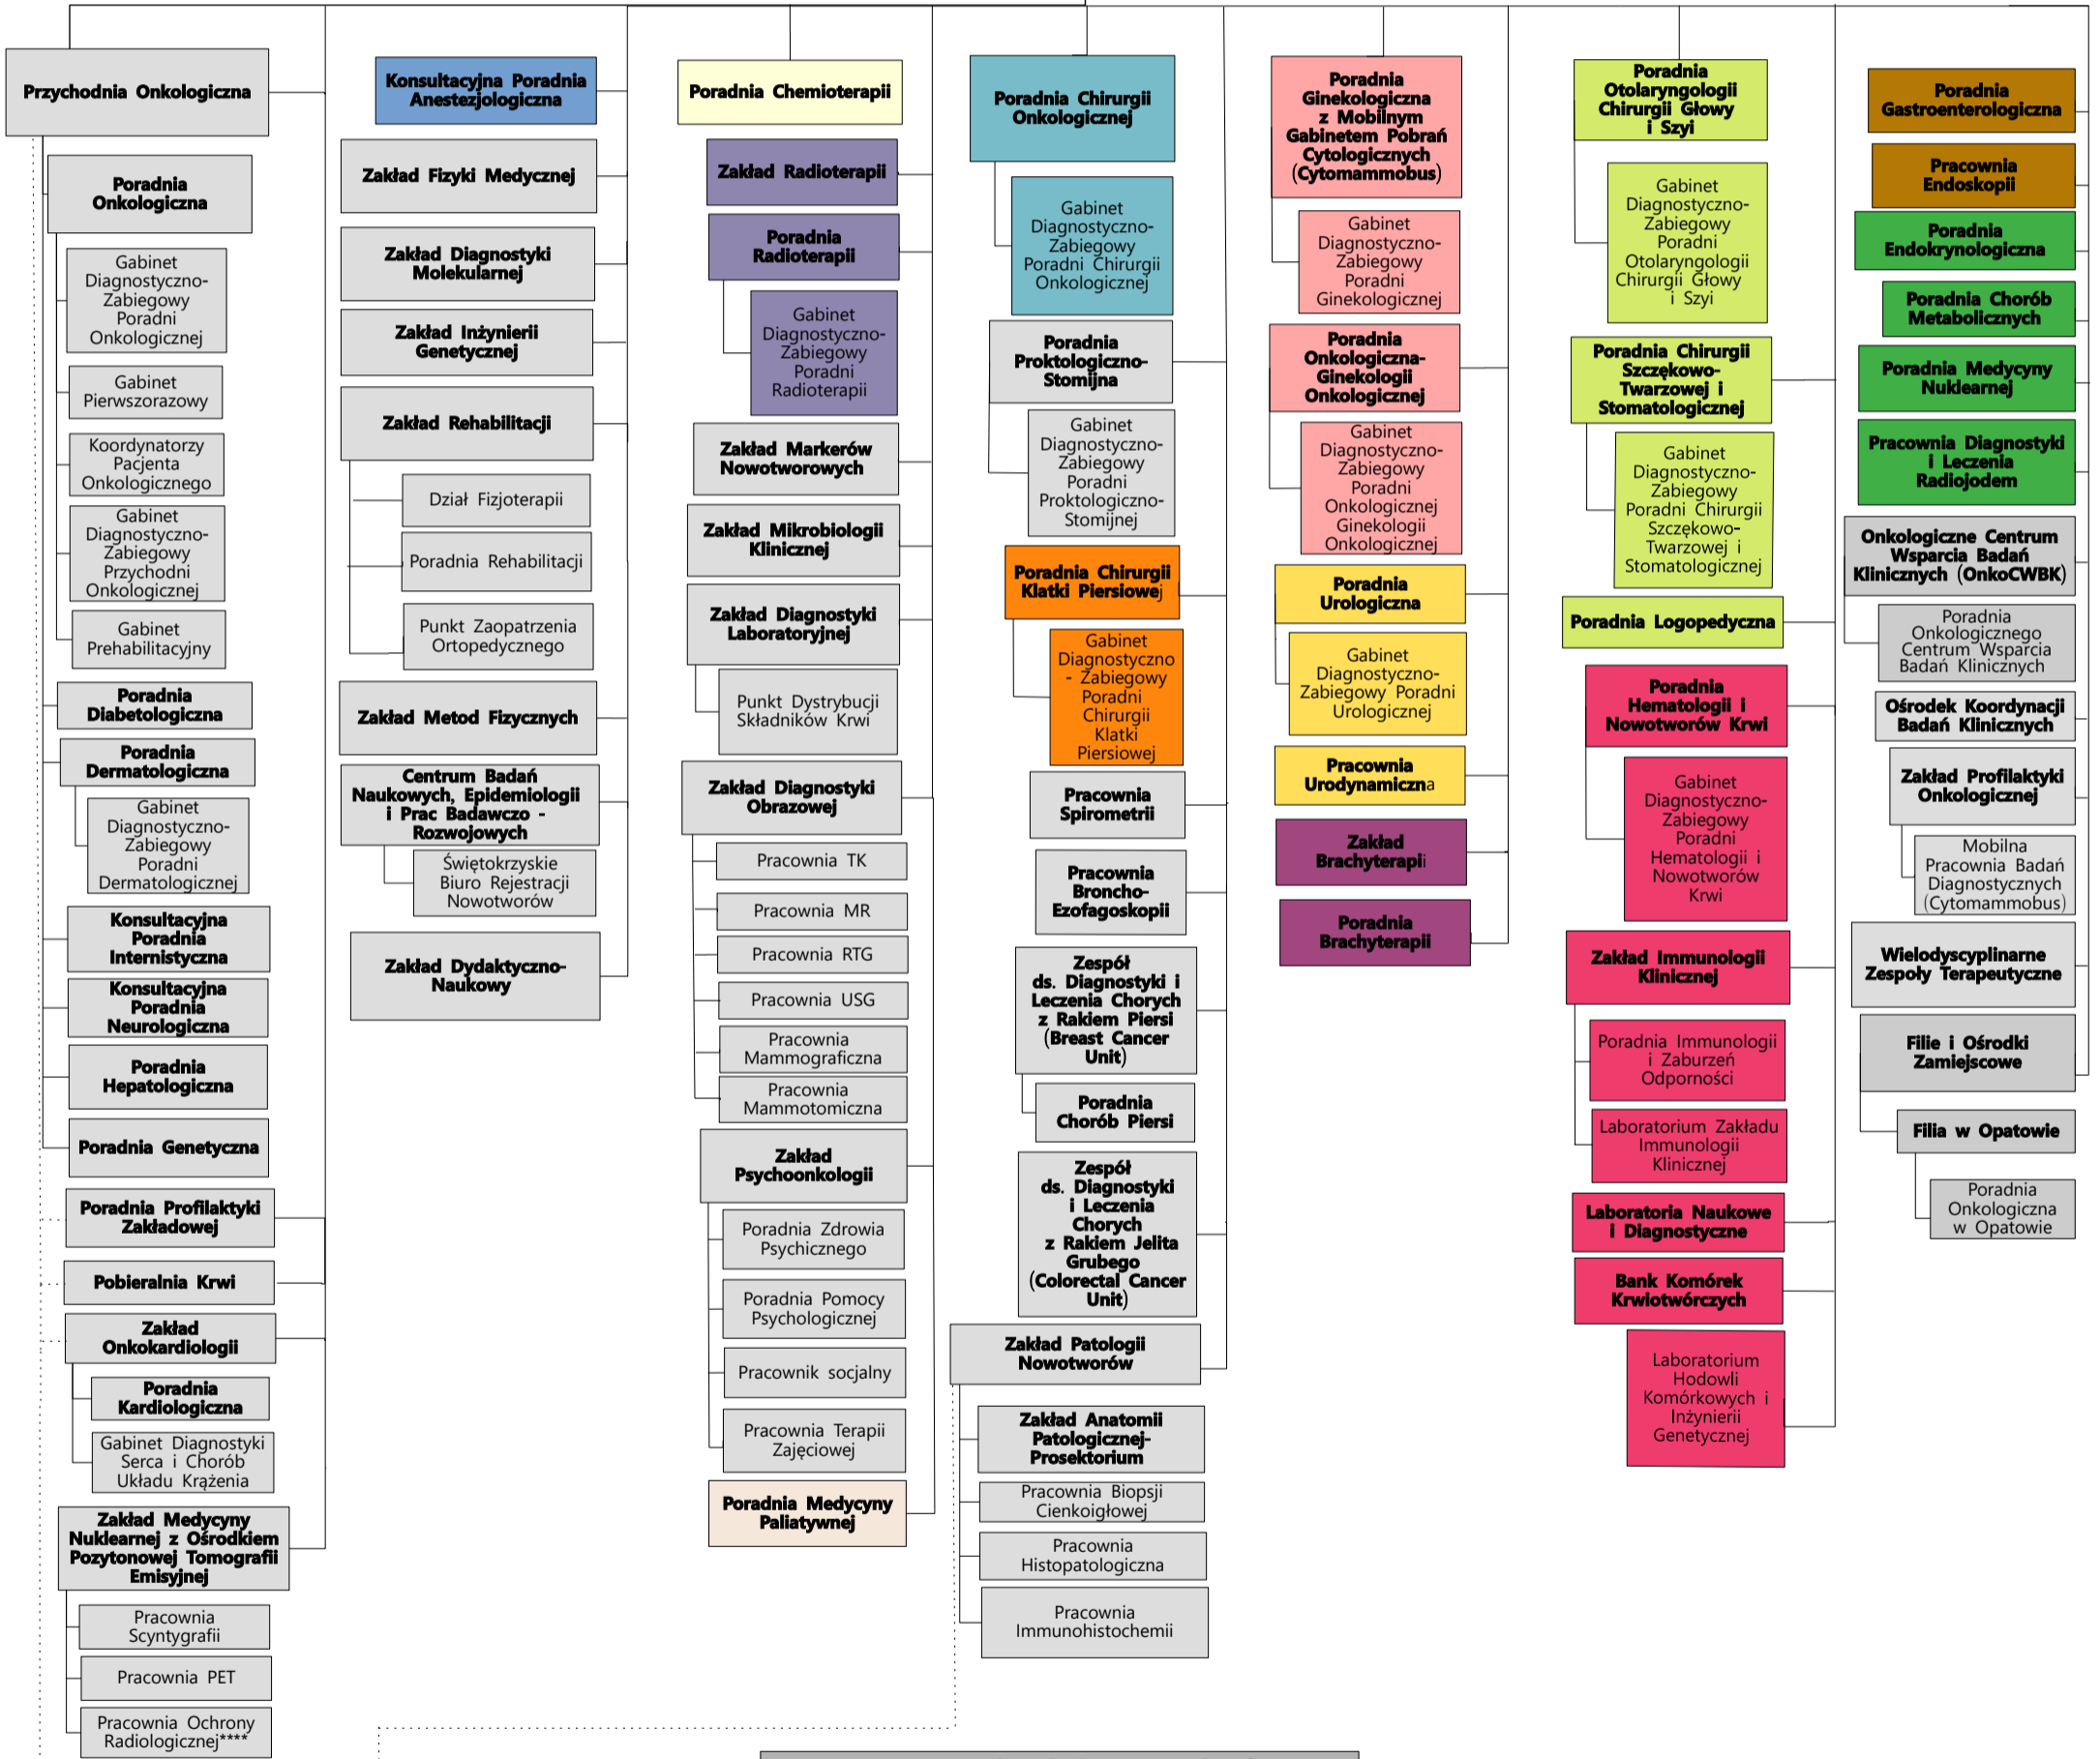 Przychodnia Onkologiczna
Poradnia
Onkologiczna
Gabinet
Diagnostyczno-
Zabiegowy
Poradni
Onkologicznej
Gabinet
Pierwszorazowy
Koordynatorzy
Pacjenta
Onkologicznego
Gabinet
Diagnostyczno-
Zabiegowy
Przychodni
Onkologicznej
Gabinet
Prehabilitacyjny
Poradnia
Diabetologiczna
Poradnia
Dermatologiczna
Gabinet
Diagnostyczno-
Zabiegowy
Poradni
Dermatologicznej
Konsultacyjna
Poradnia
Internistyczna
Konsultacyjna
Poradnia
Neurologiczna
Poradnia
Hepatologiczna
Poradnia Genetyczna
Poradnia Profilaktyki
Zakładowej
Pobieralnia Krwi
Zakład
Onkokardiologii
Poradnia
Kardiologiczna
Gabinet Diagnostyki
Serca i Chorób
Układu Krążenia
Zakład Medycyny
Nuklearnej z Ośrodkiem
Pozytonowej Tomografii
Emisyjnej
Pracownia
Scyntygrafii
Pracownia PET
Pracownia Ochrony
Radiologicznej****
Konsultacyjna Poradnia
Anestezjologiczna
Zakład Fizyki Medycznej
Zakład Diagnostyki
Molekularnej
Zakład Inżynierii
Genetycznej
Zakład Rehabilitacji
Dział Fizjoterapii
Poradnia Rehabilitacji
Punkt Zaopatrzenia
Ortopedycznego
Zakład Metod Fizycznych
Centrum Badań
Naukowych, Epidemiologii
i Prac Badawczo -
Rozwojowych
Świętokrzyskie
Biuro Rejestracji
Nowotworów
Zakład Dydaktyczno-
Naukowy
Poradnia Chemioterapii
Zakład Radioterapii
Poradnia
Radioterapii
Gabinet
Diagnostyczno-
Zabiegowy
Poradni
Radioterapii
Zakład Markerów
Nowotworowych
Zakład Mikrobiologii
Klinicznej
Zakład Diagnostyki
Laboratoryjnej
Punkt Dystrybucji
Składników Krwi
Zakład Diagnostyki
Obrazowej
Pracownia TK
Pracownia MR
Pracownia RTG
Pracownia USG
Pracownia
Mammograficzna
Pracownia
Mammotomiczna
Zakład
Psychoonkologii
Poradnia Zdrowia
Psychicznego
Poradnia Pomocy
Psychologicznej
Pracownik socjalny
Pracownia Terapii
Zajęciowej
Poradnia Medycyny
Paliatywnej
Poradnia Chirurgii
Onkologicznej
Gabinet
Diagnostyczno-
Zabiegowy
Poradni Chirurgii
Onkologicznej
Poradnia
Proktologiczno-
Stomijna
Gabinet
Diagnostyczno-
Zabiegowy
Poradni
Proktologiczno-
Stomijnej
Poradnia Chirurgii
Klatki Piersiowej
Gabinet
Diagnostyczno
- Zabiegowy
Poradni
Chirurgii
Klatki
Piersiowej
Pracownia
Spirometrii
Pracownia
Broncho-
Ezofagoskopii
Zespół
ds. Diagnostyki i
Leczenia Chorych
z Rakiem Piersi
(Breast Cancer
Unit)
Poradnia
Chorób Piersi
Zespół
ds. Diagnostyki
i Leczenia
Chorych
z Rakiem Jelita
Grubego
(Colorectal Cancer
Unit)
Zakład Patologii
Nowotworów
Zakład Anatomii
Patologicznej-
Prosektorium
Pracownia Biopsji
Cienkoigłowej
Pracownia
Histopatologiczna
Pracownia
Immunohistochemii
Poradnia
Ginekologiczna
z Mobilnym
Gabinetem Pobrań
Cytologicznych
(Cytomammobus)
Gabinet
Diagnostyczno-
Zabiegowy
Poradni
Ginekologicznej
Poradnia
Onkologiczna-
Ginekologii
Onkologicznej
Gabinet
Diagnostyczno-
Zabiegowy
Poradni
Onkologicznej
Ginekologii
Onkologicznej
Poradnia
Urologiczna
Gabinet
Diagnostyczno-
Zabiegowy Poradni
Urologicznej
Pracownia
Urodynamiczna
Zakład
Brachyterapii
Poradnia
Brachyterapii
Poradnia
Otolaryngologii
Chirurgii Głowy
i Szyi
Gabinet
Diagnostyczno-
Zabiegowy
Poradni
Otolaryngologii
Chirurgii Głowy
i Szyi
Poradnia Chirurgii
Szczękowo-
Twarzowej i
Stomatologicznej
Gabinet
Diagnostyczno-
Zabiegowy
Poradni Chirurgii
Szczękowo-
Twarzowej i
Stomatologicznej
Poradnia Logopedyczna
Poradnia
Hematologii i
Nowotworów Krwi
Gabinet
Diagnostyczno-
Zabiegowy
Poradni
Hematologii i
Nowotworów
Krwi
Zakład Immunologii
Klinicznej
Poradnia Immunologii
i Zaburzeń
Odporności
Laboratorium Zakładu
Immunologii
Klinicznej
Laboratoria Naukowe
i Diagnostyczne
Bank Komórek
Krwiotwórczych
Laboratorium
Hodowli
Komórkowych i
Inżynierii
Genetycznej
Poradnia
Gastroenterologiczna
Pracownia
Endoskopii
Poradnia
Endokrynologiczna
Poradnia Chorób
Metabolicznych
Poradnia Medycyny
Nuklearnej
Pracownia Diagnostyki
i Leczenia
Radiojodem
Onkologiczne Centrum
Wsparcia Badań
Klinicznych (OnkoCWBK)
Poradnia
Onkologicznego
Centrum Wsparcia
Badań Klinicznych
Ośrodek Koordynacji
Badań Klinicznych
Zakład Profilaktyki
Onkologicznej
Mobilna
Pracownia Badań
Diagnostycznych
(Cytomammobus)
Wielodyscyplinarne
Zespoły Terapeutyczne
Filie i Ośrodki
Zamiejscowe
Filia w Opatowie
Poradnia
Onkologiczna
w Opatowie